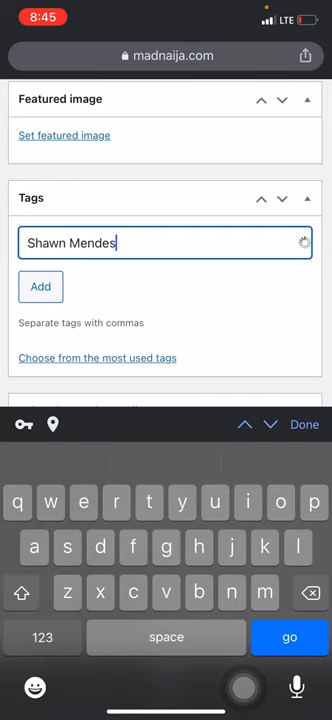 8:45
LTE
madnaija.com
Featured image
Set featured image
Tags
Shawn Mendes
Add
Separate tags with commas
Choose from the most used tags
Done
q w e r t y u i o p
a s d f g h j k l
z x c v b n m
123 space go